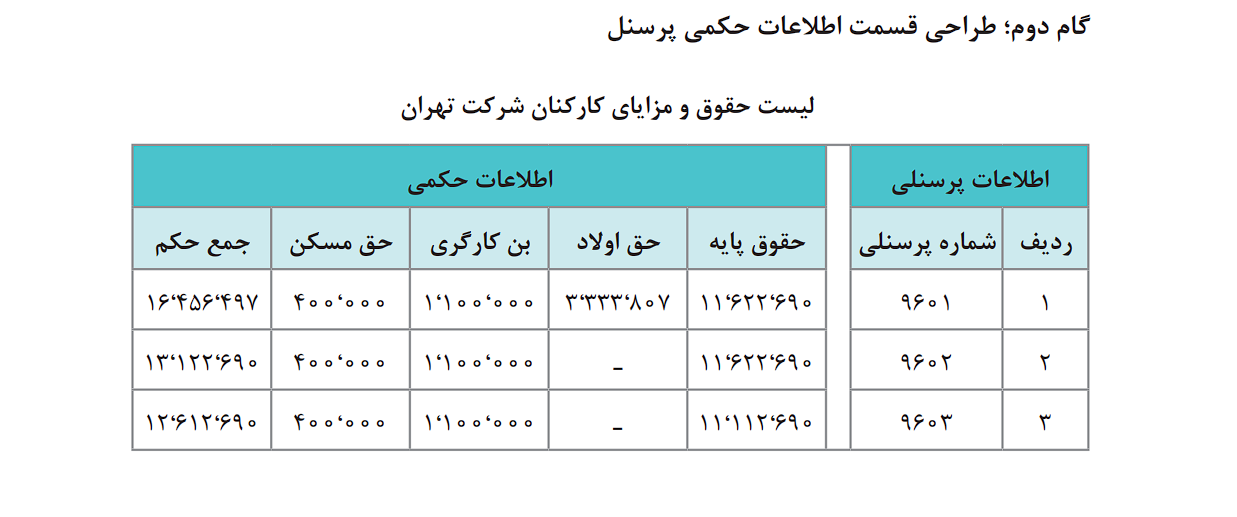 گام دوم؛ طراحی قسمت اطلاعات حکمی پرسنل
لیست حقوق و مزایای کارکنان شرکت تهران
اطلاعات پرسنلی اطلاعات حکمی
ردیف شماره پرسنلی حقوق پایه حق اولاد بن کارگری حق مسکن جمع حکم
۱ ۹۶۰۱ ۱۱٬۶۲۲٬۶۹۰ ۳٬۳۳۳٬۸۰۷ ۱٬۱۰۰٬۰۰۰ ۴۰۰٬۰۰۰ ۱۶٬۴۵۶٬۴۹۷
۲ ۹۶۰۲ ۱۱٬۶۲۲٬۶۹۰ - ۱٬۱۰۰٬۰۰۰ ۴۰۰٬۰۰۰ ۱۳٬۱۲۲٬۶۹۰
۳ ۹۶۰۳ ۱۱٬۱۱۲٬۶۹۰ - ۱٬۱۰۰٬۰۰۰ ۴۰۰٬۰۰۰ ۱۲٬۶۱۲٬۶۹۰